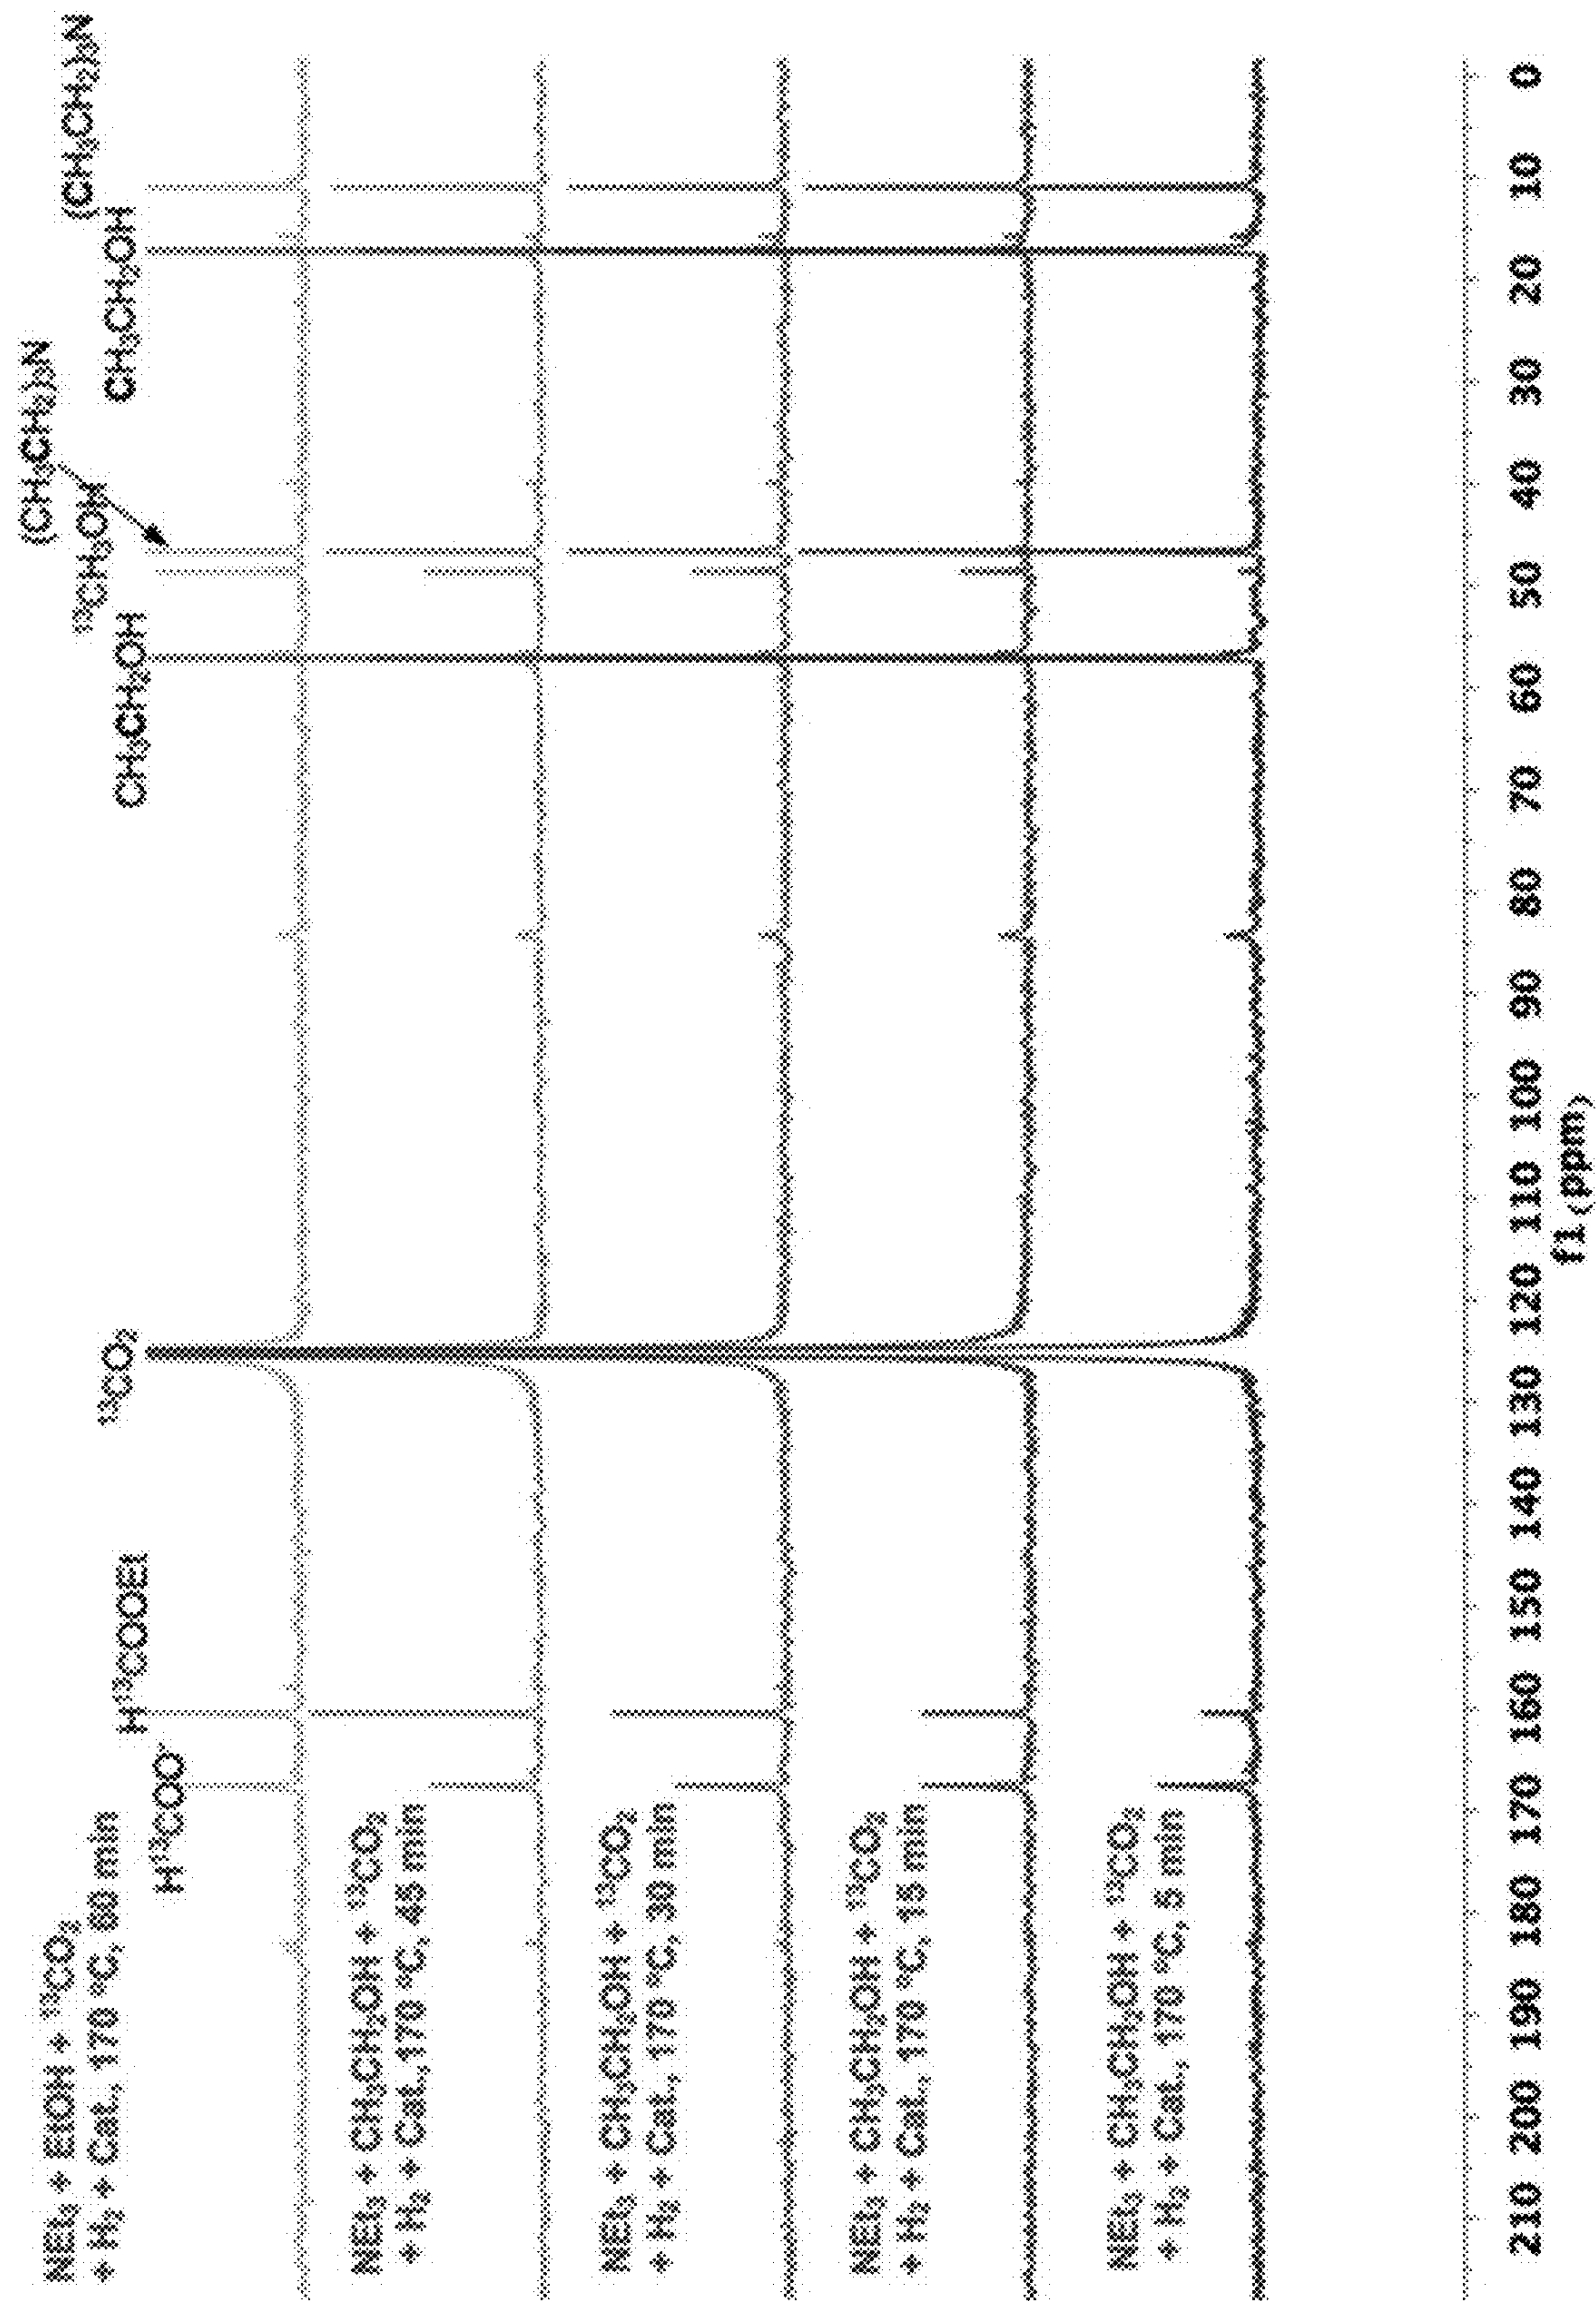 NEt₃ + EtOH + ¹³CO₂
+ H₂ + Cat., 170 °C, 60 min
H¹³COO⁻
H¹³COOEt
¹³CO₂
CH₃CH₂OH
¹³CH₃OH
(CH₃CH₂)₃N
CH₃CH₂OH
(CH₃CH₂)₃N
NEt₃ + CH₃CH₂OH + ¹³CO₂
+ H₂ + Cat.,170 °C, 45 min
NEt₃ + CH₃CH₂OH + ¹³CO₂
+ H₂ + Cat., 170 °C, 30 min
NEt₃ + CH₃CH₂OH + ¹³CO₂
+ H₂ + Cat., 170 °C, 15 min
NEt₃ + CH₃CH₂OH + ¹³CO₂
+ H₂ + Cat., 170 °C, 5 min
210 200 190 180 170 160 150 140 130 120 110 100 90 80 70 60 50 40 30 20 10 0
f1 (ppm)